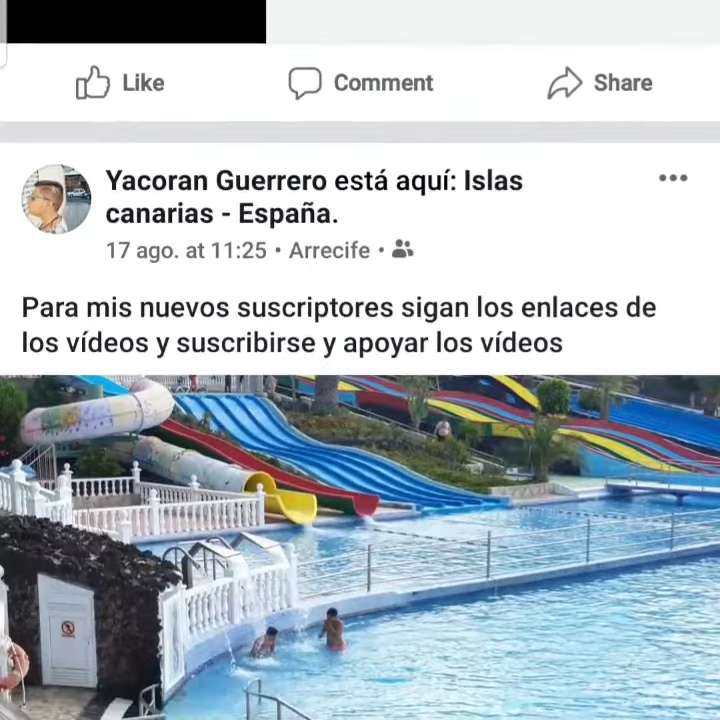 Like Comment Share
Yacoran Guerrero está aquí: Islas
canarias - España.
17 ago. at 11:25 • Arrecife •
Para mis nuevos suscriptores sigan los enlaces de
los vídeos y suscribirse y apoyar los vídeos